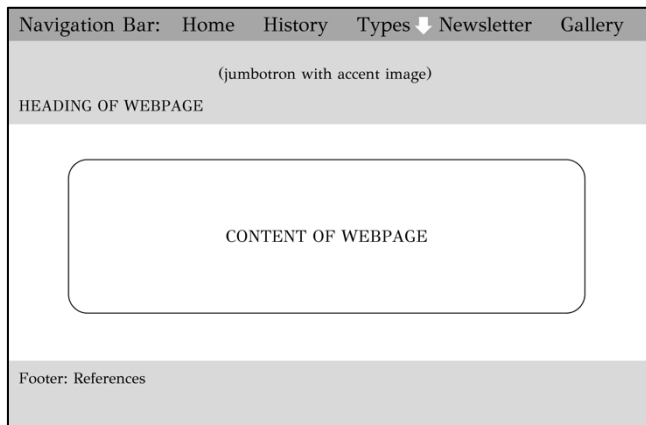 Navigation Bar: Home History Types Newsletter Gallery
(jumbotron with accent image)
HEADING OF WEBPAGE
CONTENT OF WEBPAGE
Footer: References